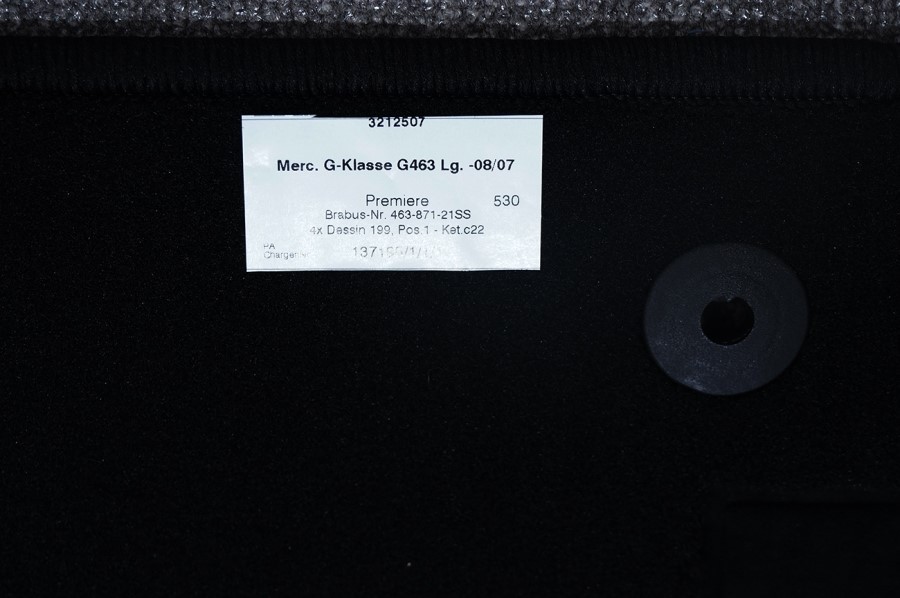 3212507
Merc. G-Klasse G463 Lg. -08/07
Premiere 530
Brabus-Nr. 463-871-21SS
4x Dessin 199, Pos.1 - Ket.c22
PA